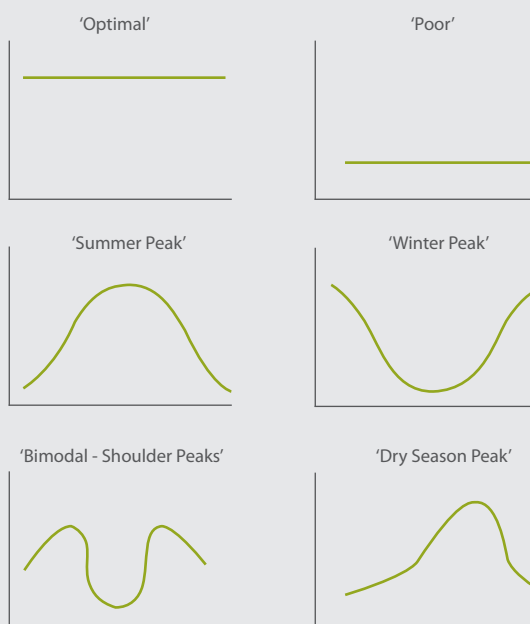 ‘Optimal’
‘Poor’
‘Summer Peak’
‘Winter Peak’
‘Bimodal - Shoulder Peaks’
‘Dry Season Peak’